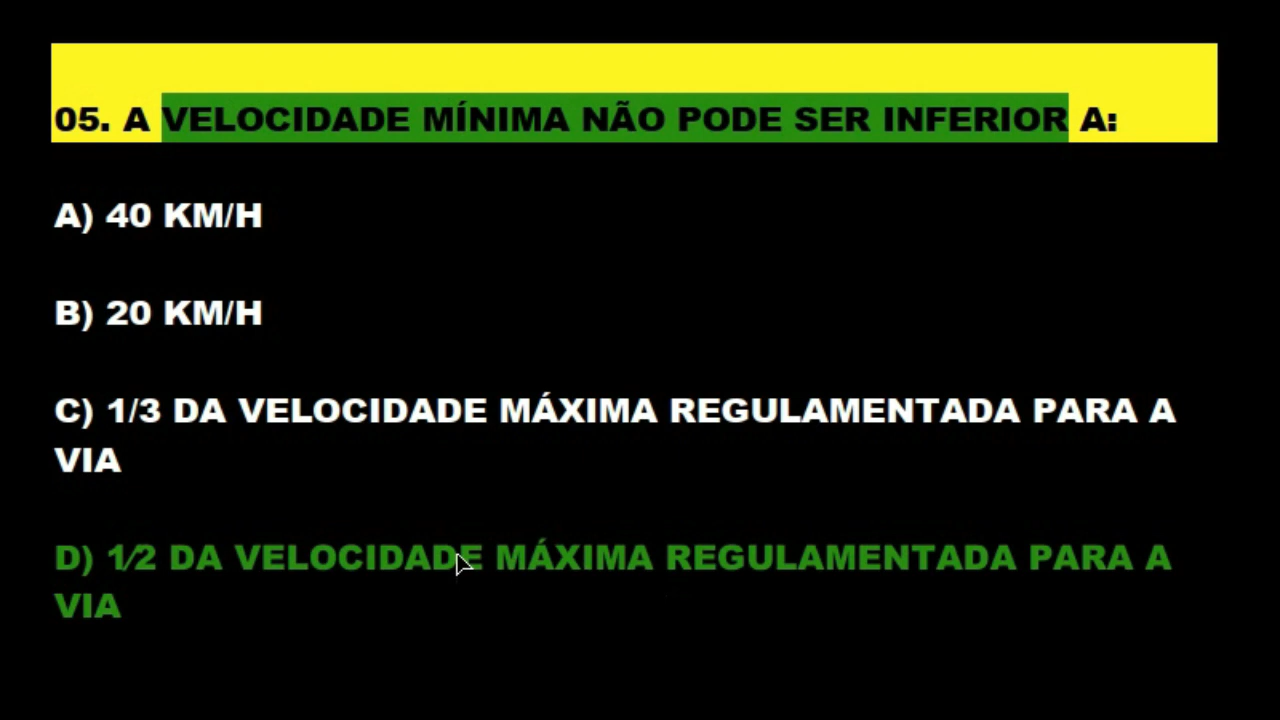 05. A VELOCIDADE MÍNIMA NÃO PODE SER INFERIOR A:
A) 40 KM/H
B) 20 KM/H
C) 1/3 DA VELOCIDADE MÁXIMA REGULAMENTADA PARA A
VIA
D) 1⁄2 DA VELOCIDADE MÁXIMA REGULAMENTADA PARA A
VIA